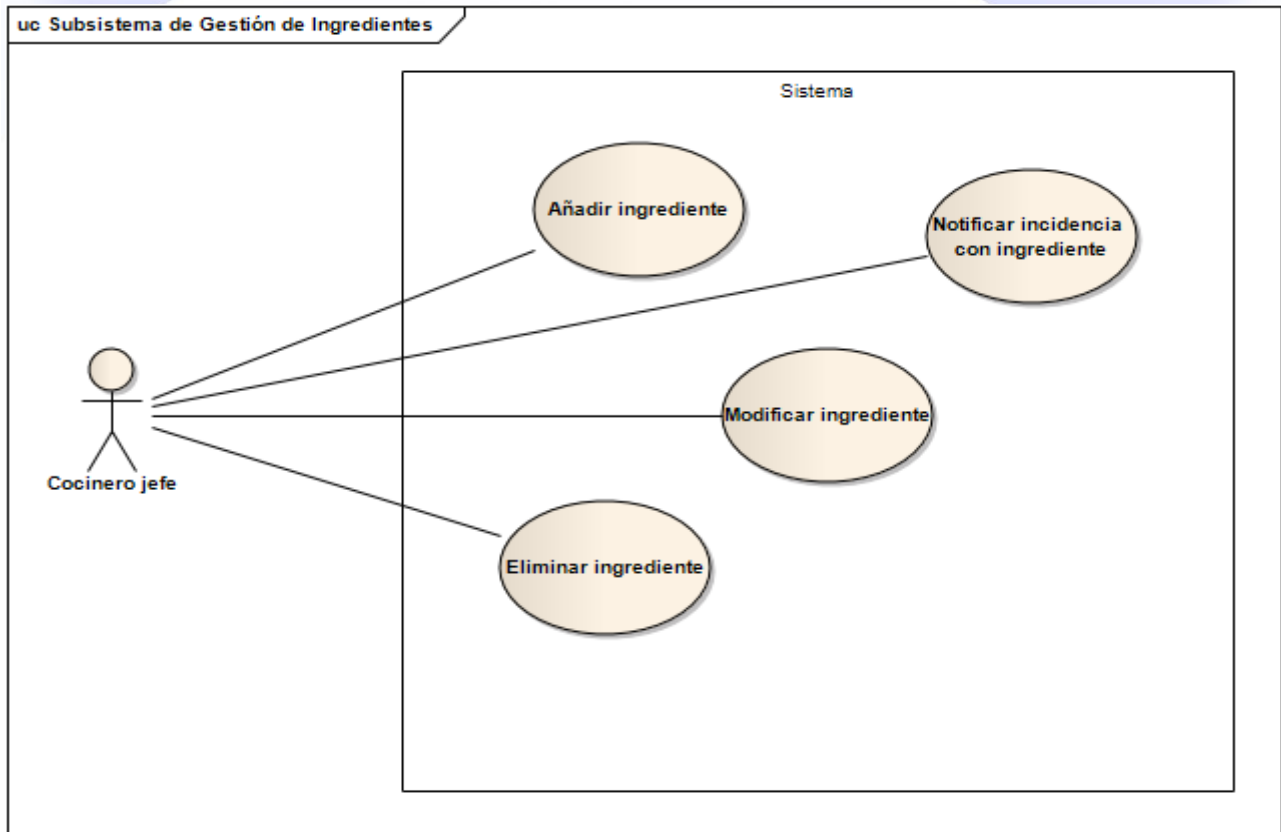 uc Subsistema de Gestión de Ingredientes
Sistema
Añadir ingrediente
Notificar incidencia
con ingrediente
Modificar ingrediente
Cocinero jefe
Eliminar ingrediente